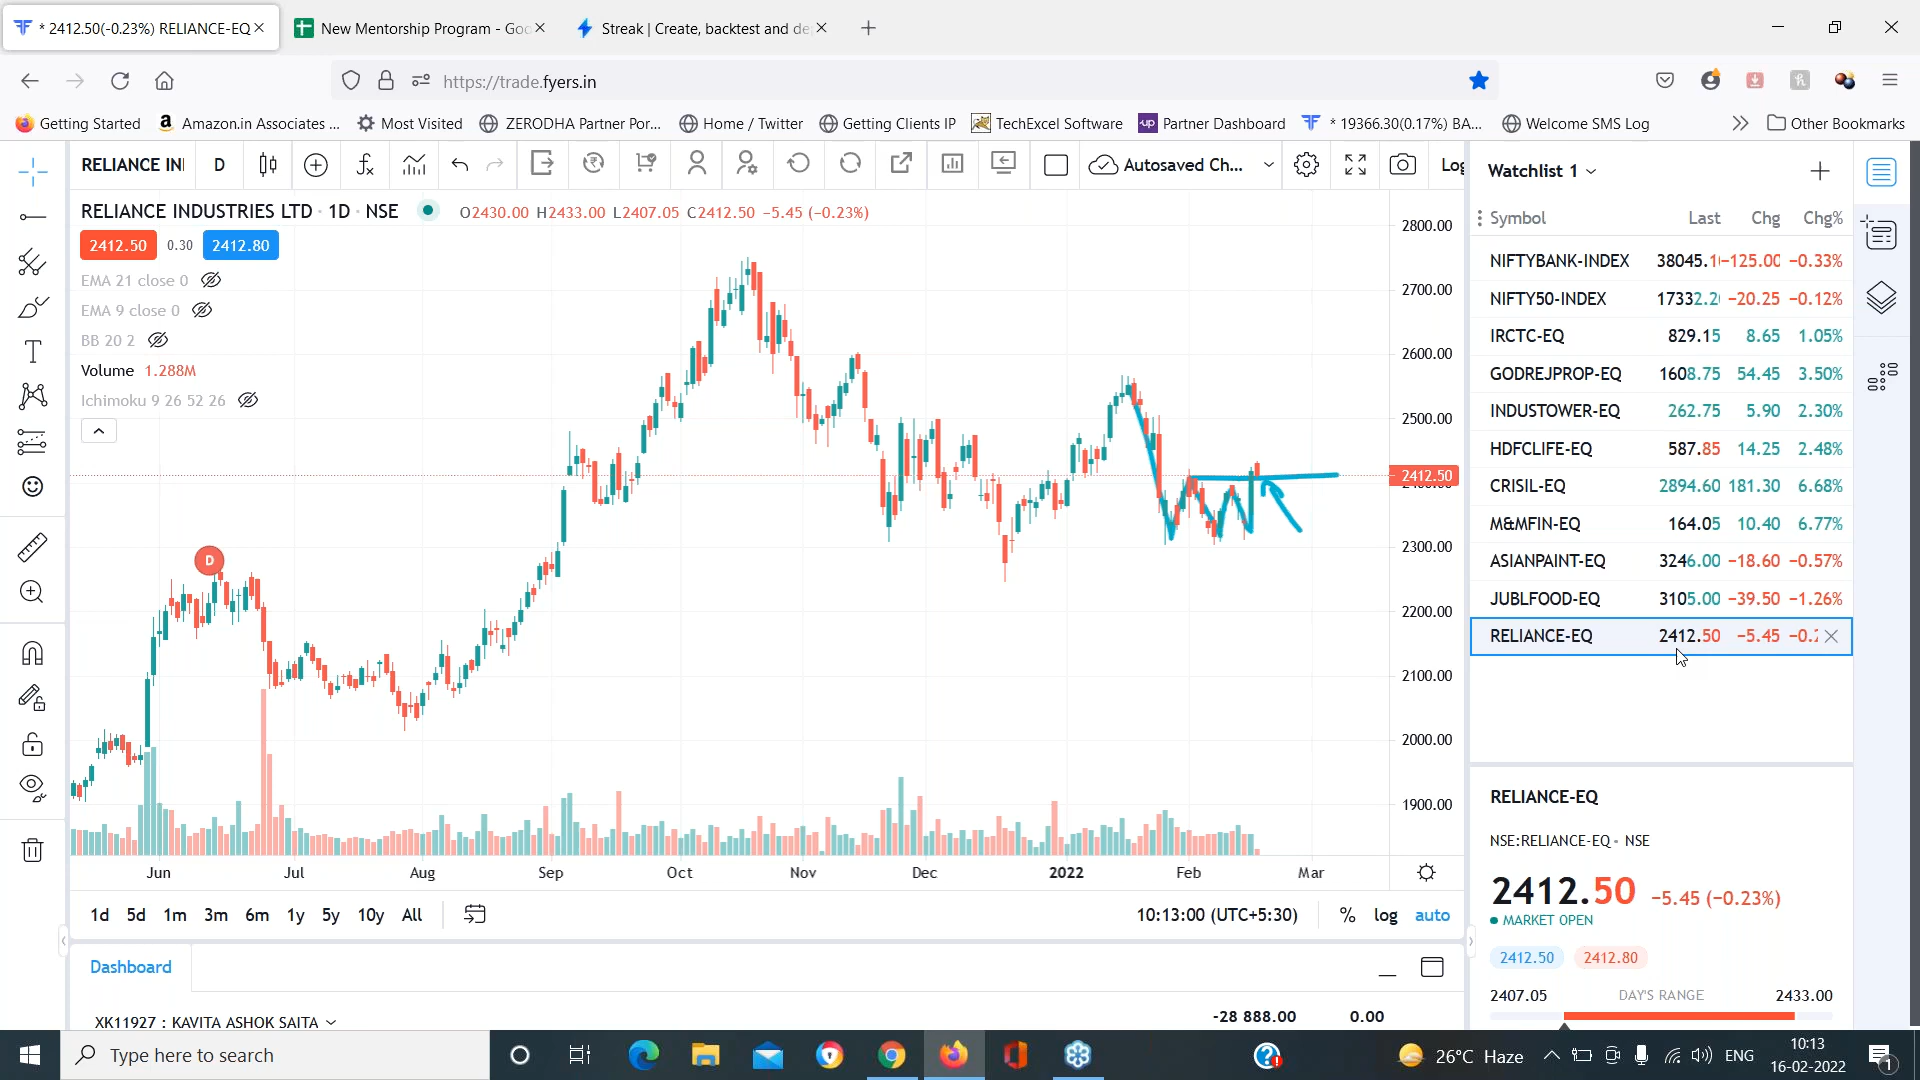 * 2412.50(-0.23%) RELIANCE-EQ
New Mentorship Program - Goo
Streak | Create, backtest and de
https://trade.fyers.in
Getting Started
Amazon.in Associates ...
Most Visited
ZERODHA Partner Por...
Home / Twitter
Getting Clients IP
TechExcel Software
up Partner Dashboard
* 19366.30(0.17%) BA...
Welcome SMS Log
Other Bookmarks
RELIANCE IN
D
Autosaved Ch...
Log
RELIANCE INDUSTRIES LTD · 1D · NSE
O2430.00 H2433.00 L2407.05 C2412.50 −5.45 (−0.23%)
2412.50 0.30 2412.80
EMA 21 close 0
EMA 9 close 0
BB 20 2
Volume 1.288M
Ichimoku 9 26 52 26
D
2800.00
2700.00
2600.00
2500.00
2412.50
2300.00
2200.00
2100.00
2000.00
1900.00
Jun Jul Aug Sep Oct Nov Dec 2022 Feb Mar
1d 5d 1m 3m 6m 1y 5y 10y All
10:13:00 (UTC+5:30) % log auto
Dashboard
XK11927 : KAVITA ASHOK SAITA
-28 888.00 0.00
Watchlist 1
Symbol Last Chg Chg%
NIFTYBANK-INDEX 38045.1 −125.00 −0.33%
NIFTY50-INDEX 17332.2 −20.25 −0.12%
IRCTC-EQ 829.15 8.65 1.05%
GODREJPROP-EQ 1608.75 54.45 3.50%
INDUSTOWER-EQ 262.75 5.90 2.30%
HDFCLIFE-EQ 587.85 14.25 2.48%
CRISIL-EQ 2894.60 181.30 6.68%
M&MFIN-EQ 164.05 10.40 6.77%
ASIANPAINT-EQ 3246.00 −18.60 −0.57%
JUBLFOOD-EQ 3105.00 −39.50 −1.26%
RELIANCE-EQ 2412.50 −5.45 −0.2
RELIANCE-EQ
NSE:RELIANCE-EQ • NSE
2412.50 −5.45 (−0.23%)
MARKET OPEN
2412.50 2412.80
2407.05 DAY'S RANGE 2433.00
Type here to search
26°C Haze
ENG
10:13
16-02-2022
1